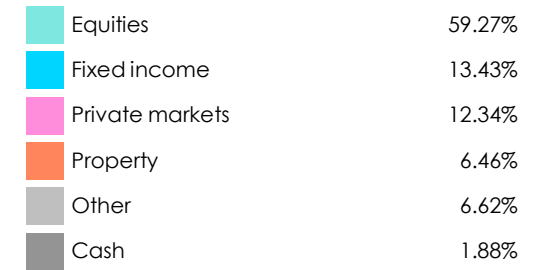 Equities 59.27%
Fixed income 13.43%
Private markets 12.34%
Property 6.46%
Other 6.62%
Cash 1.88%